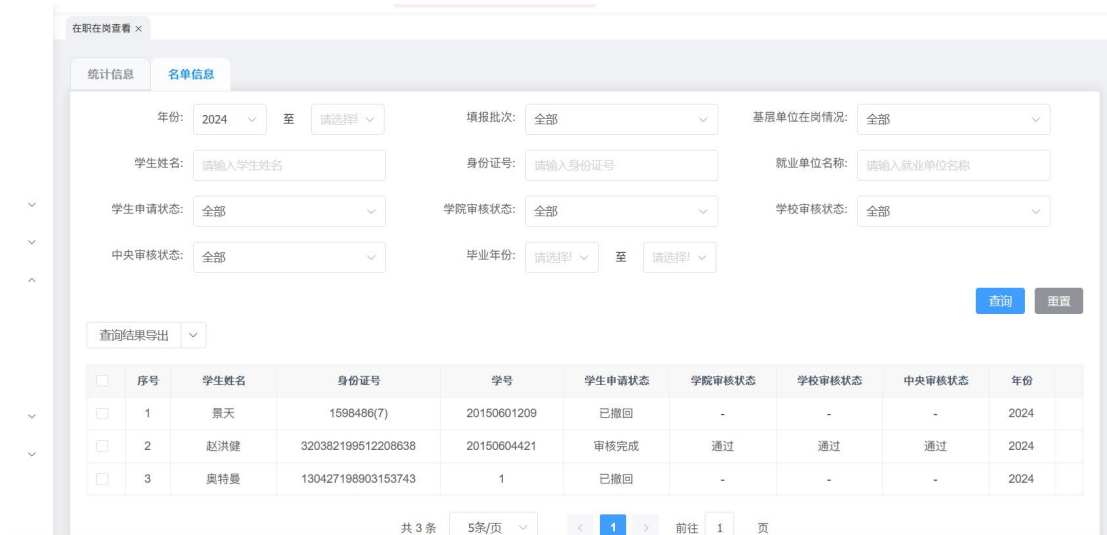 在职在岗查看 ×
统计信息 名单信息
年份: 2024 至 请选择 填报批次: 全部 基层单位在岗情况: 全部
学生姓名: 请输入学生姓名 身份证号: 请输入身份证号 就业单位名称: 请输入就业单位名称
学生申请状态: 全部 学院审核状态: 全部 学校审核状态: 全部
中央审核状态: 全部 毕业年份: 请选择 至 请选择
查询 重置
查询结果导出
序号 学生姓名 身份证号 学号 学生申请状态 学院审核状态 学校审核状态 中央审核状态 年份
1 景天 1598486(7) 20150601209 已撤回 - - - 2024
2 赵洪健 320382199512208638 20150604421 审核完成 通过 通过 通过 2024
3 奥特曼 130427198903153743 1 已撤回 - - - 2024
共 3 条 5条/页 < 1 > 前往 1 页